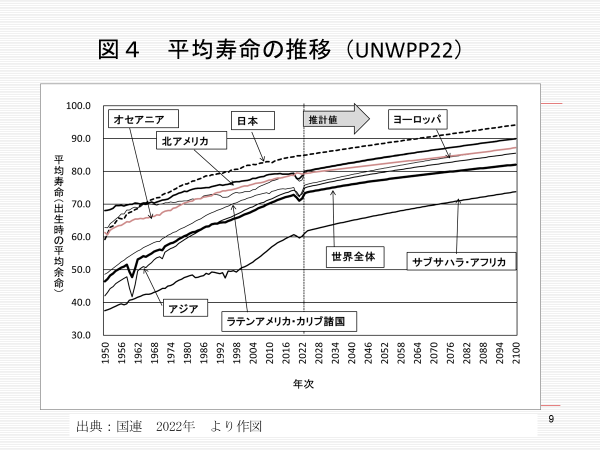 図４　平均寿命の推移（UNWPP22）
100.0
90.0
80.0
70.0
60.0
50.0
40.0
30.0
平均寿命（出生時の平均余命）
オセアニア
北アメリカ
日本
推計値
ヨーロッパ
世界全体
サブサハラ・アフリカ
アジア
ラテンアメリカ・カリブ諸国
1950 1956 1962 1968 1974 1980 1986 1992 1998 2004 2010 2016 2022 2028 2034 2040 2046 2052 2058 2064 2070 2076 2082 2088 2094 2100
年次
出典：国連　2022年　より作図
9